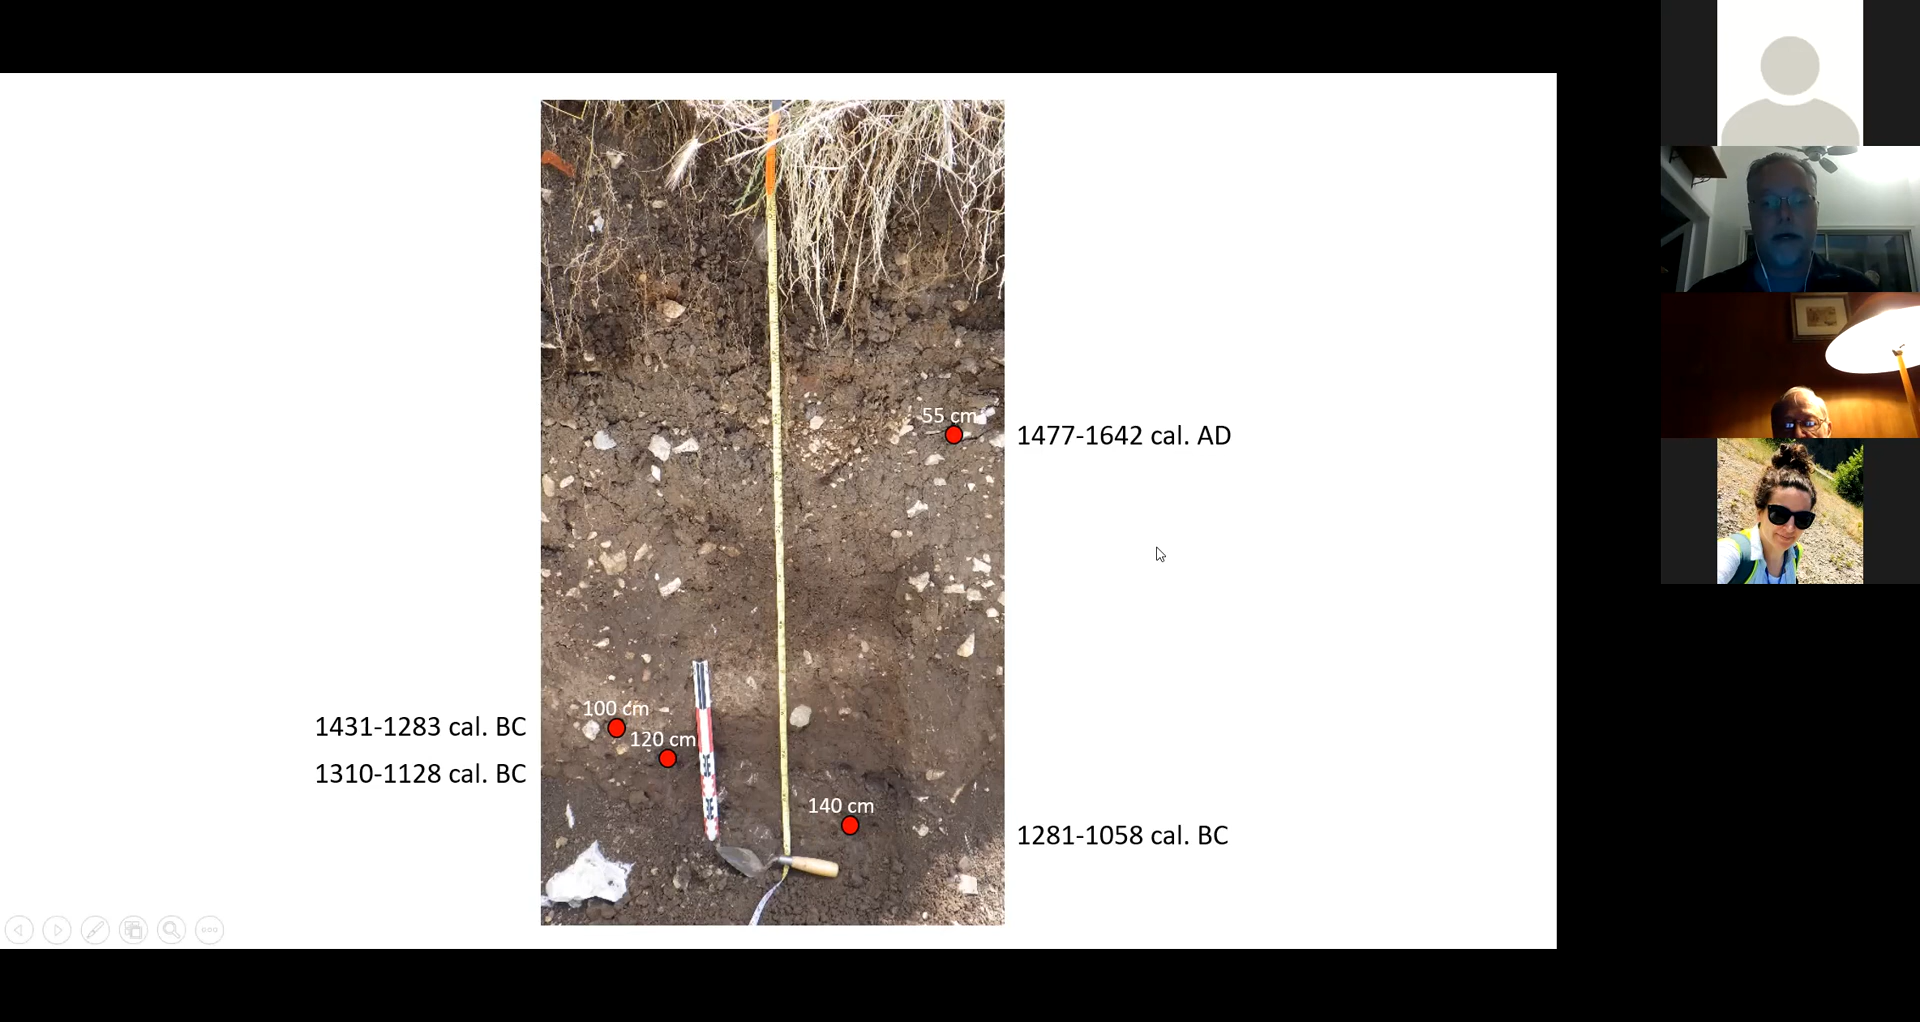 55 cm
1477-1642 cal. AD
100 cm
1431-1283 cal. BC
120 cm
1310-1128 cal. BC
140 cm
1281-1058 cal. BC